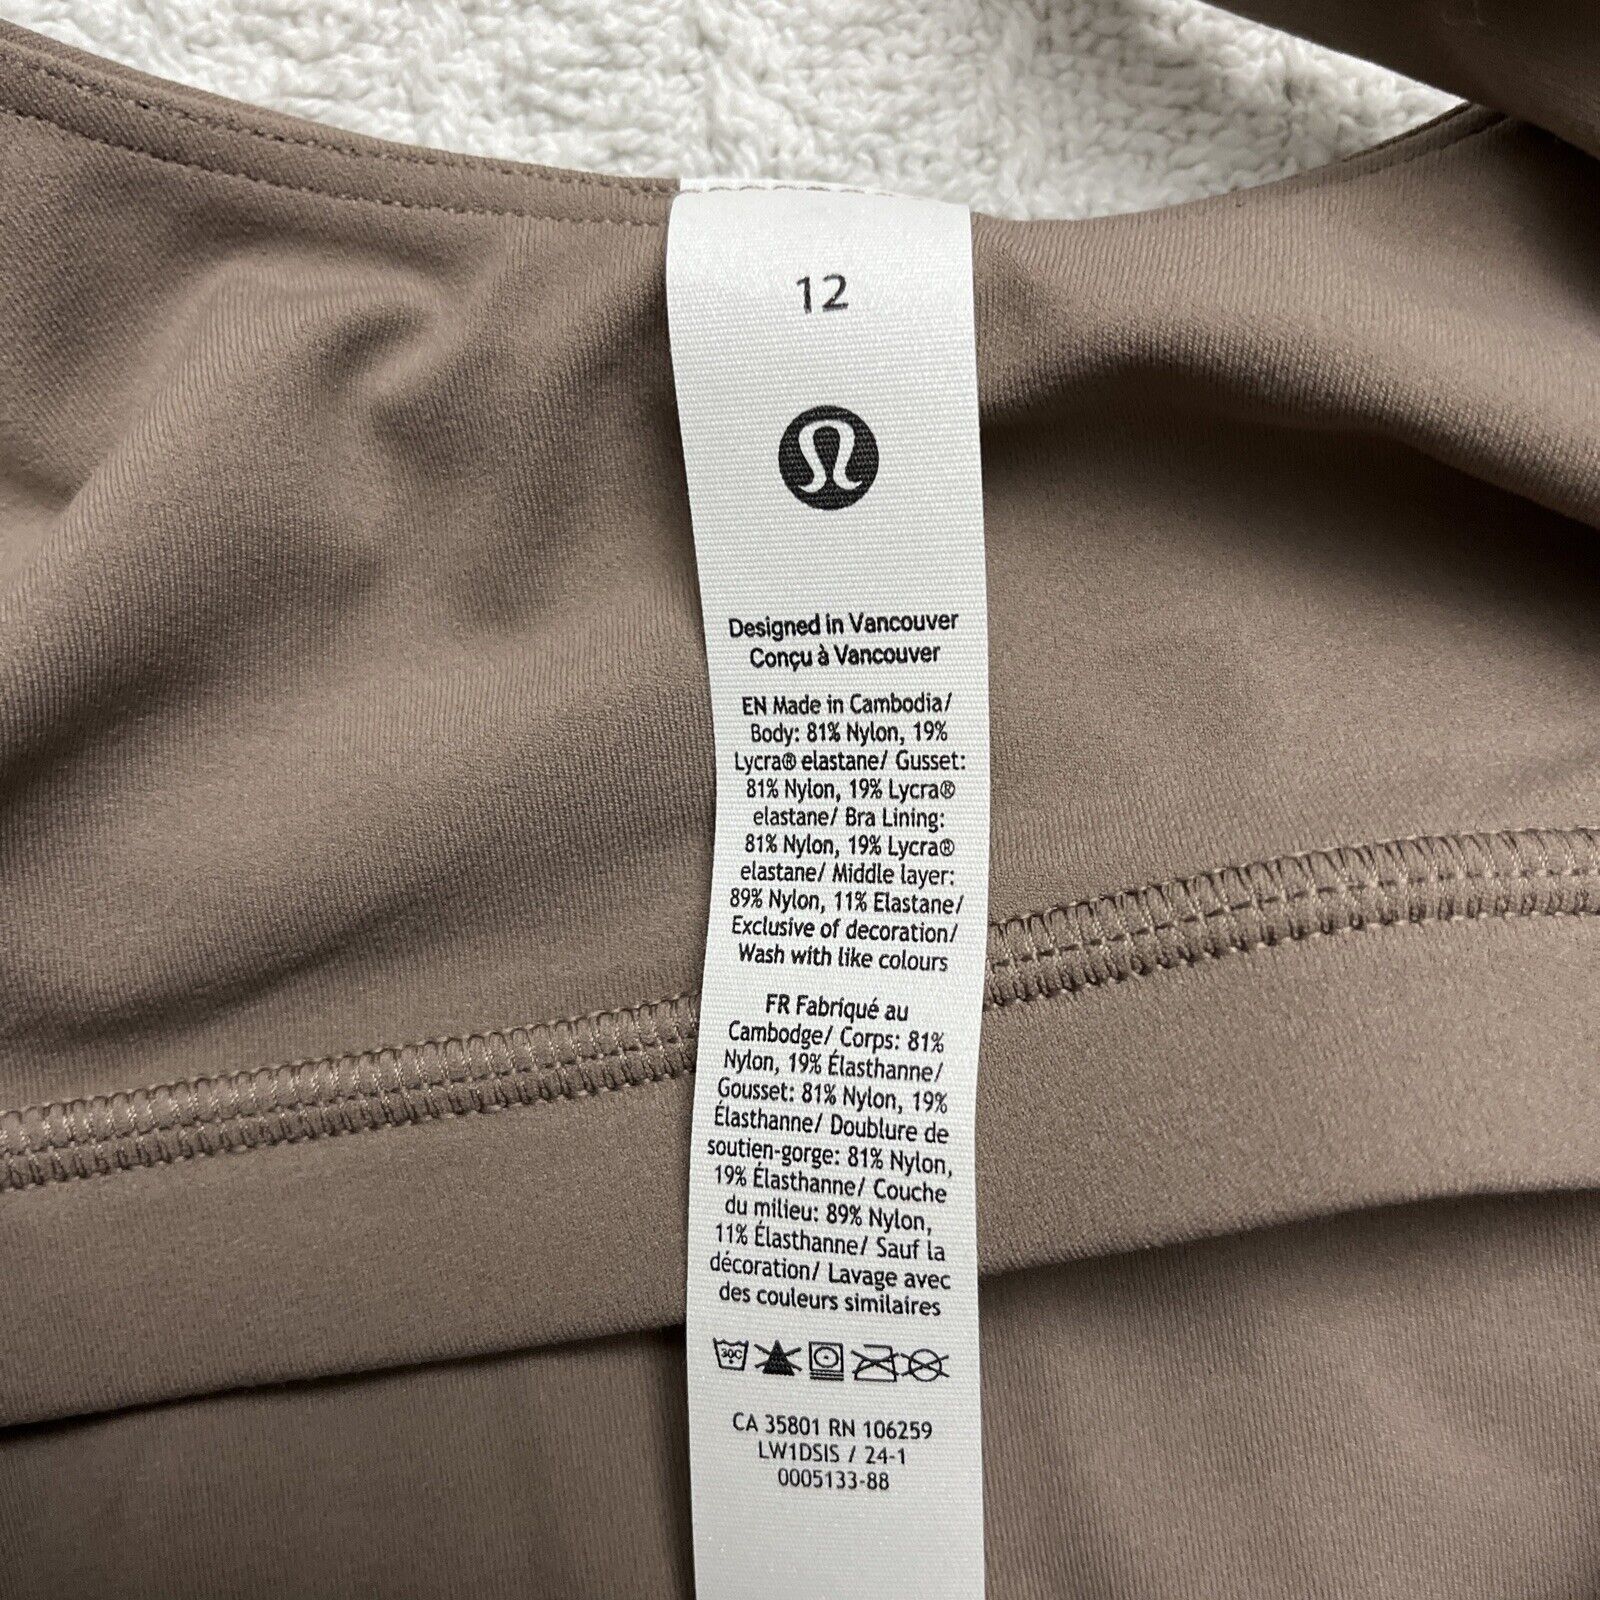 12
Designed in Vancouver
Conçu à Vancouver
EN Made in Cambodia/
Body: 81% Nylon, 19%
Lycra® elastane/ Gusset:
81% Nylon, 19% Lycra®
elastane/ Bra Lining:
81% Nylon, 19% Lycra®
elastane/ Middle layer:
89% Nylon, 11% Elastane/
Exclusive of decoration/
Wash with like colours
FR Fabriqué au
Cambodge/ Corps: 81%
Nylon, 19% Élasthanne/
Gousset: 81% Nylon, 19%
Élasthanne/ Doublure de
soutien-gorge: 81% Nylon,
19% Élasthanne/ Couche
du milieu: 89% Nylon,
11% Élasthanne/ Sauf la
décoration/ Lavage avec
des couleurs similaires
30C
CA 35801 RN 106259
LW1DSIS / 24-1
0005133-88